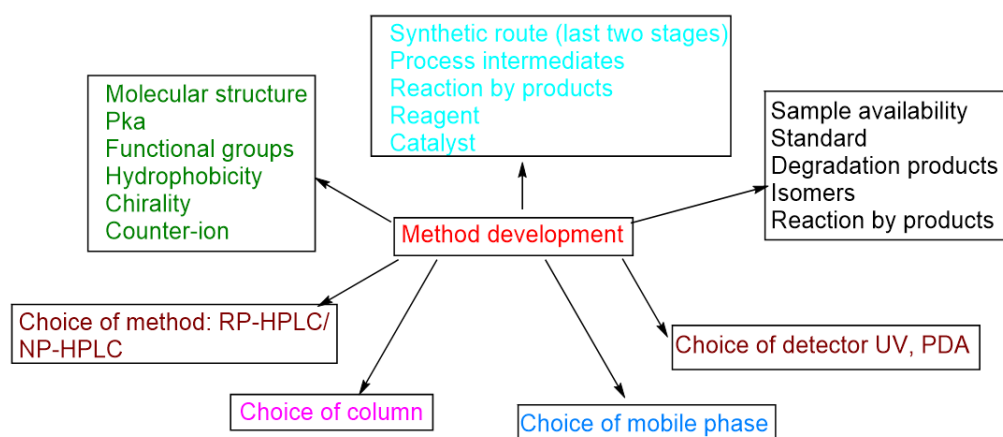 Synthetic route (last two stages)
Process intermediates
Reaction by products
Reagent
Catalyst
Molecular structure
Pka
Functional groups
Hydrophobicity
Chirality
Counter-ion
Sample availability
Standard
Degradation products
Isomers
Reaction by products
Method development
Choice of method: RP-HPLC/
NP-HPLC
Choice of detector UV, PDA
Choice of column
Choice of mobile phase